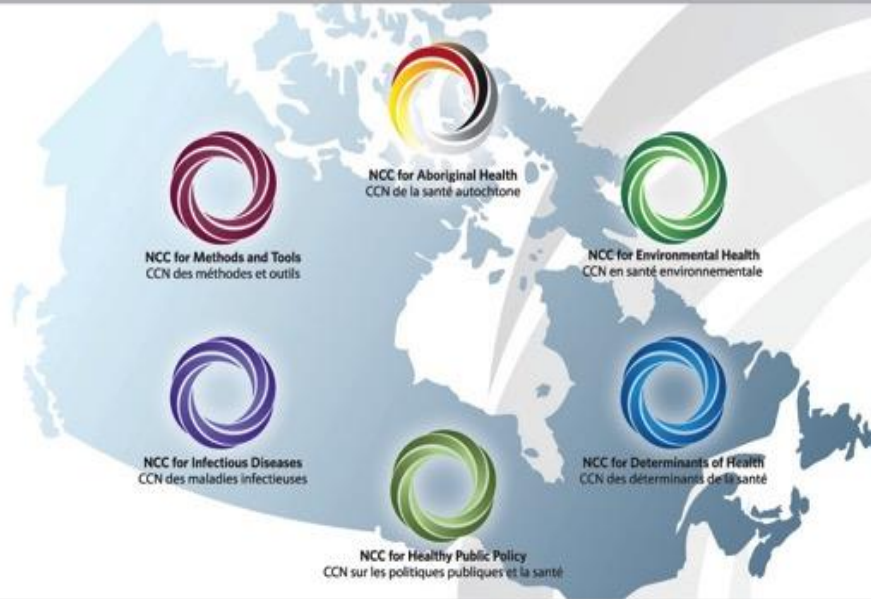 NCC for Aboriginal Health
CCN de la santé autochtone
NCC for Methods and Tools
CCN des méthodes et outils
NCC for Environmental Health
CCN en santé environnementale
NCC for Infectious Diseases
CCN des maladies infectieuses
NCC for Determinants of Health
CCN des déterminants de la santé
NCC for Healthy Public Policy
CCN sur les politiques publiques et la santé